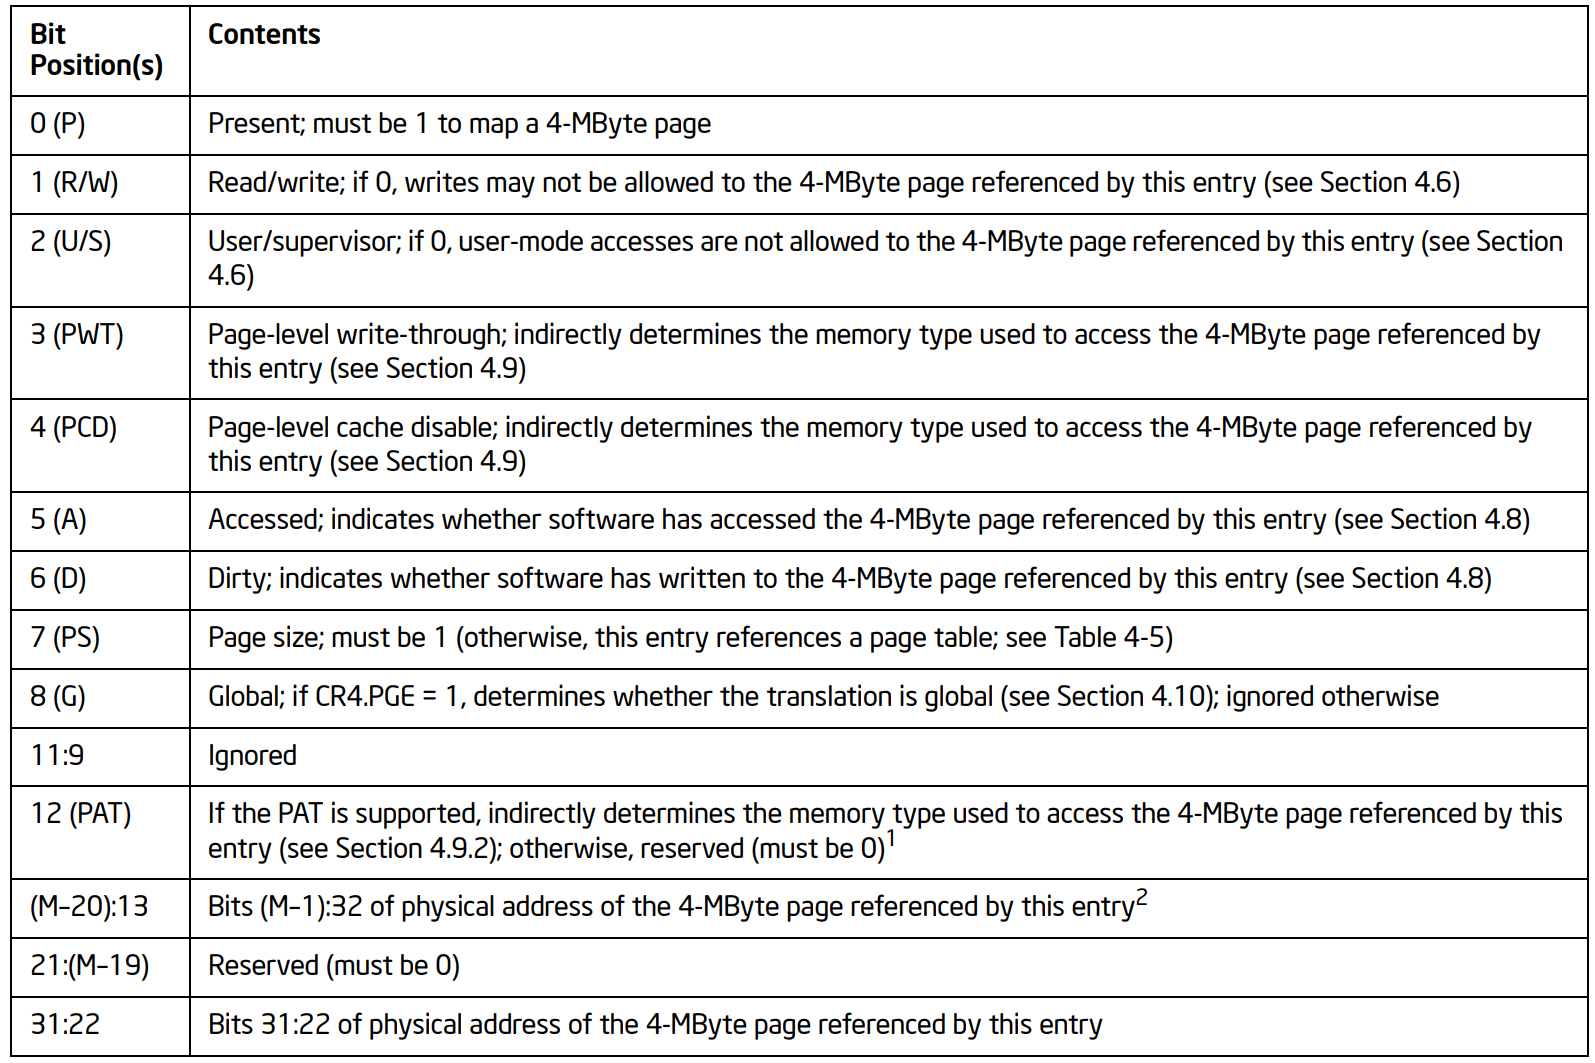 Bit
Position(s)
Contents
0 (P)
Present; must be 1 to map a 4-MByte page
1 (R/W)
Read/write; if 0, writes may not be allowed to the 4-MByte page referenced by this entry (see Section 4.6)
2 (U/S)
User/supervisor; if 0, user-mode accesses are not allowed to the 4-MByte page referenced by this entry (see Section
4.6)
3 (PWT)
Page-level write-through; indirectly determines the memory type used to access the 4-MByte page referenced by
this entry (see Section 4.9)
4 (PCD)
Page-level cache disable; indirectly determines the memory type used to access the 4-MByte page referenced by
this entry (see Section 4.9)
5 (A)
Accessed; indicates whether software has accessed the 4-MByte page referenced by this entry (see Section 4.8)
6 (D)
Dirty; indicates whether software has written to the 4-MByte page referenced by this entry (see Section 4.8)
7 (PS)
Page size; must be 1 (otherwise, this entry references a page table; see Table 4-5)
8 (G)
Global; if CR4.PGE = 1, determines whether the translation is global (see Section 4.10); ignored otherwise
11:9
Ignored
12 (PAT)
If the PAT is supported, indirectly determines the memory type used to access the 4-MByte page referenced by this
entry (see Section 4.9.2); otherwise, reserved (must be 0)1
(M–20):13
Bits (M–1):32 of physical address of the 4-MByte page referenced by this entry2
21:(M–19)
Reserved (must be 0)
31:22
Bits 31:22 of physical address of the 4-MByte page referenced by this entry